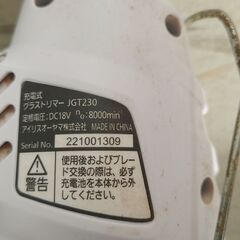 充電式
グラストリマー JGT230
定格電圧:DC18V n₀:8000min⁻¹
アイリスオーヤマ株式会社 MADE IN CHINA
Serial No. 221001309
警告
使用後およびブレー
ド交換の際は、必ず
充電池を本体から外
してください。